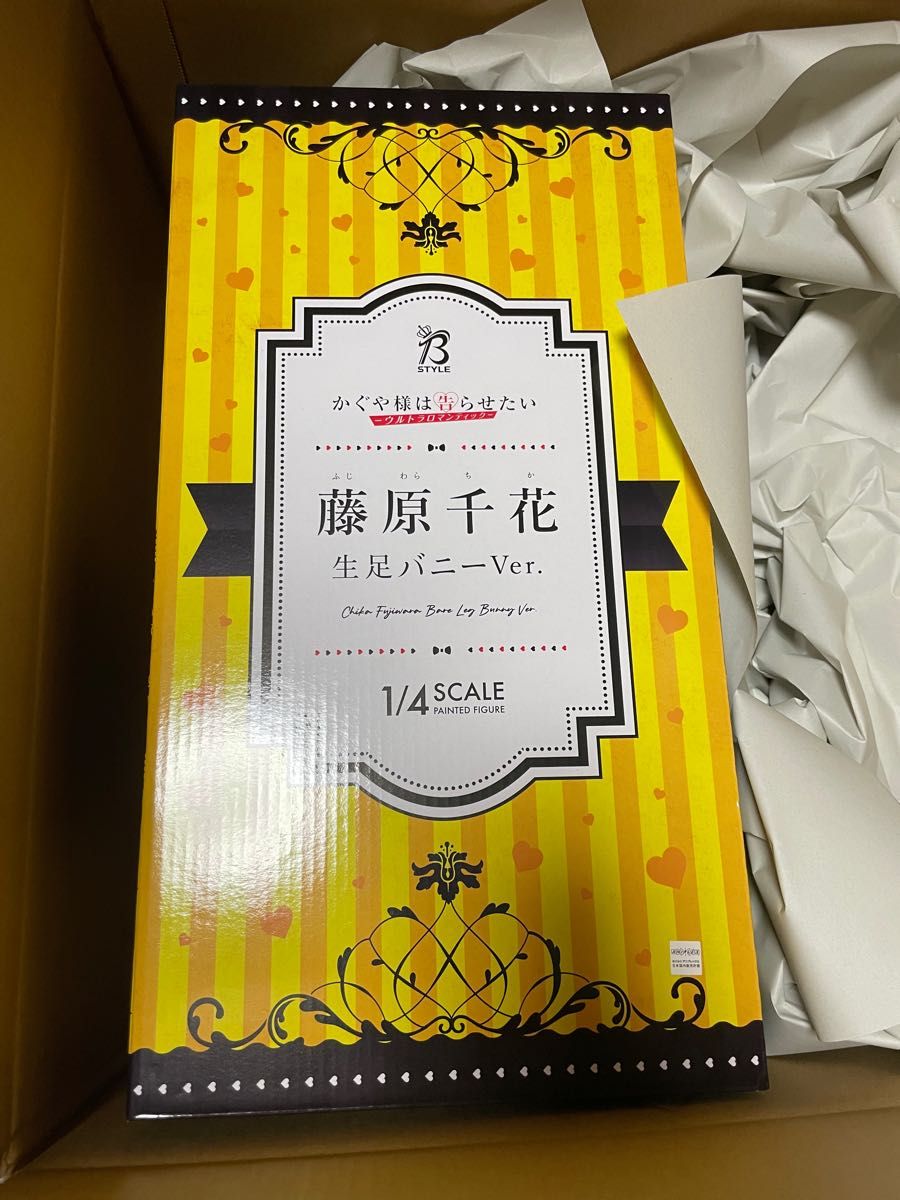 B
STYLE
かぐや様は告らせたい
ーウルトラロマンティックー
ふじ わら ち か
藤原千花
生足バニーVer.
Chika Fujiwara Bare Leg Bunny Ver.
1/4 SCALE
PAINTED FIGURE